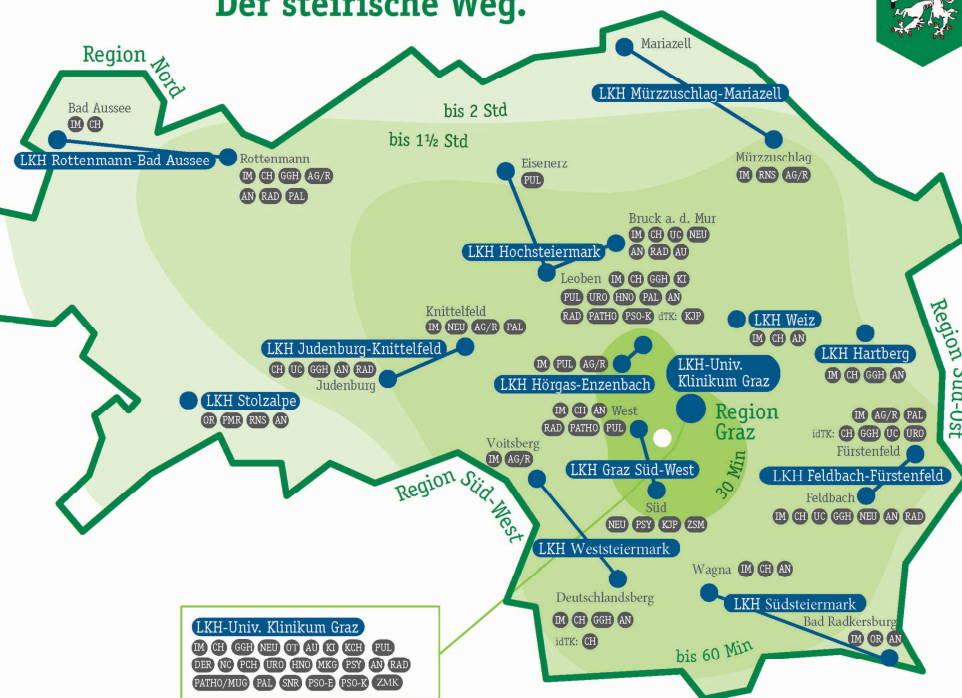 Der steirische Weg.
Region Nord
Mariazell
LKH Mürzzuschlag-Mariazell
bis 2 Std
bis 1½ Std
Bad Aussee
IM CH
LKH Rottenmann-Bad Aussee
Rottenmann
IM CH GGH AG/R
AN RAD PAL
Eisenerz
PUL
Mürzzuschlag
IM RNS AG/R
Bruck a. d. Mur
IM CH UC NEU
AN RAD AU
LKH Hochsteiermark
Leoben IM CH GGH KI
PUL URO HNO PAL AN
RAD PATHO PSO-K dTK: KJP
Knittelfeld
IM NEU AG/R PAL
LKH Judenburg-Knittelfeld
CH UC GGH AN RAD
Judenburg
LKH Stolzalpe
OR PMR RNS AN
LKH Weiz
IM CH AN
LKH Hartberg
IM CH GGH AN
Region Süd-Ost
IM PUL AG/R
LKH Hörgas-Enzenbach
LKH-Univ.
Klinikum Graz
Region
Graz
30 Min
IM CH AN West
RAD PATHO PUL
LKH Graz Süd-West
Süd
NEU PSY KJP ZSM
IM AG/R PAL
idTK: CH GGH UC URO
Fürstenfeld
LKH Feldbach-Fürstenfeld
Feldbach
IM CH UC GGH NEU AN RAD
Voitsberg
IM AG/R
Region Süd-West
LKH Weststeiermark
Deutschlandsberg
IM CH GGH AN
idTK: CH
Wagna IM CH AN
LKH Südsteiermark
Bad Radkersburg
IM OR AN
bis 60 Min
LKH-Univ. Klinikum Graz
IM CH GGH NEU OT AU KI KCH PUL
DER NC PCH URO HNO MKG PSY AN RAD
PATHO/MUG PAL SNR PSO-E PSO-K ZMK